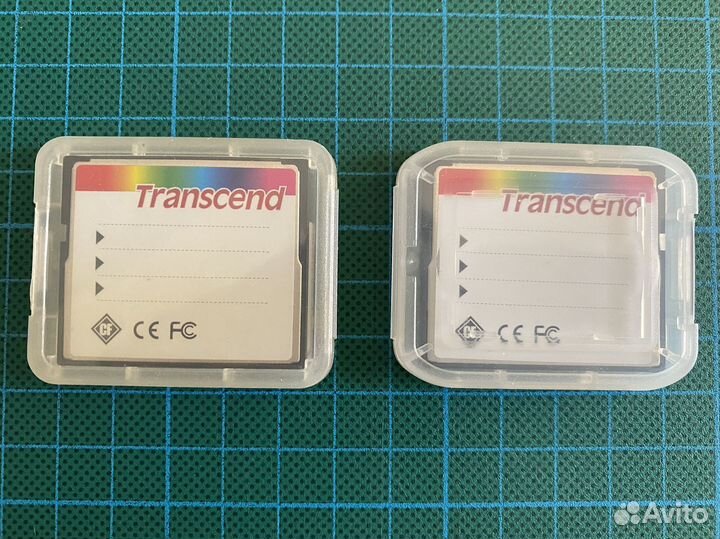 Transcend
CF CE FC
Transcend
CF CE FC
Avito